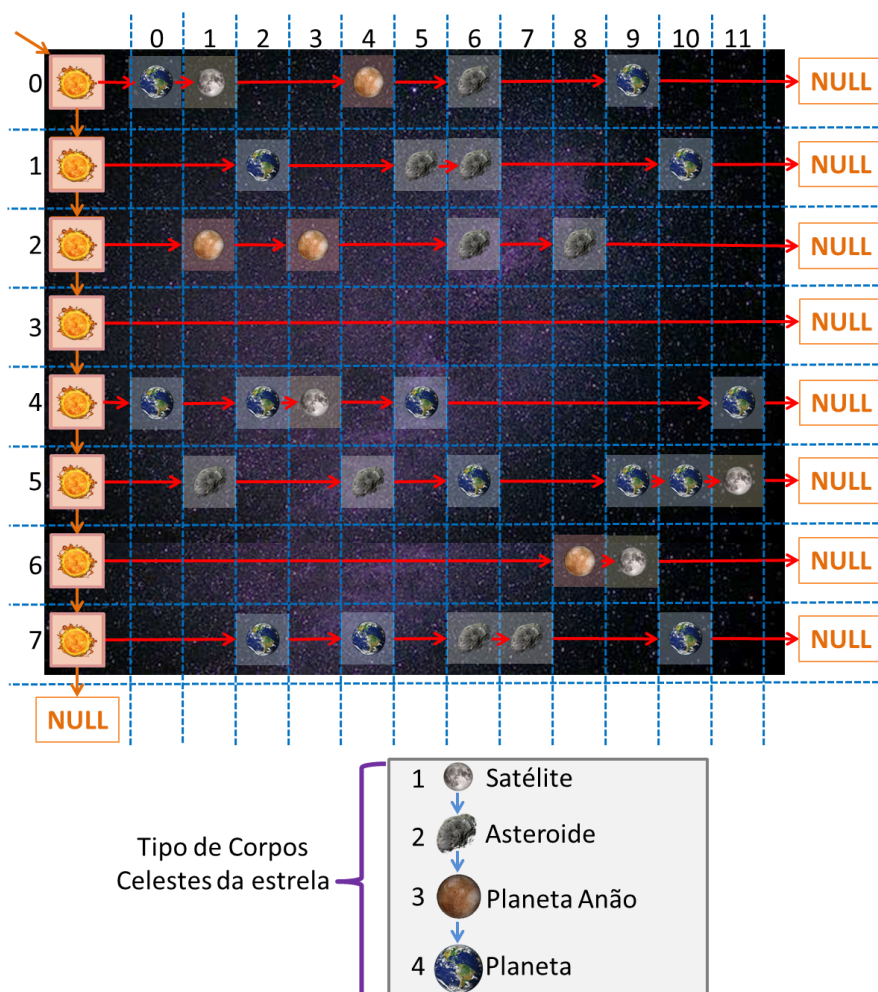 0 1 2 3 4 5 6 7 8 9 10 11
0 NULL
1 NULL
2 NULL
3 NULL
4 NULL
5 NULL
6 NULL
7 NULL
NULL
Tipo de Corpos
Celestes da estrela
1 Satélite
2 Asteroide
3 Planeta Anão
4 Planeta